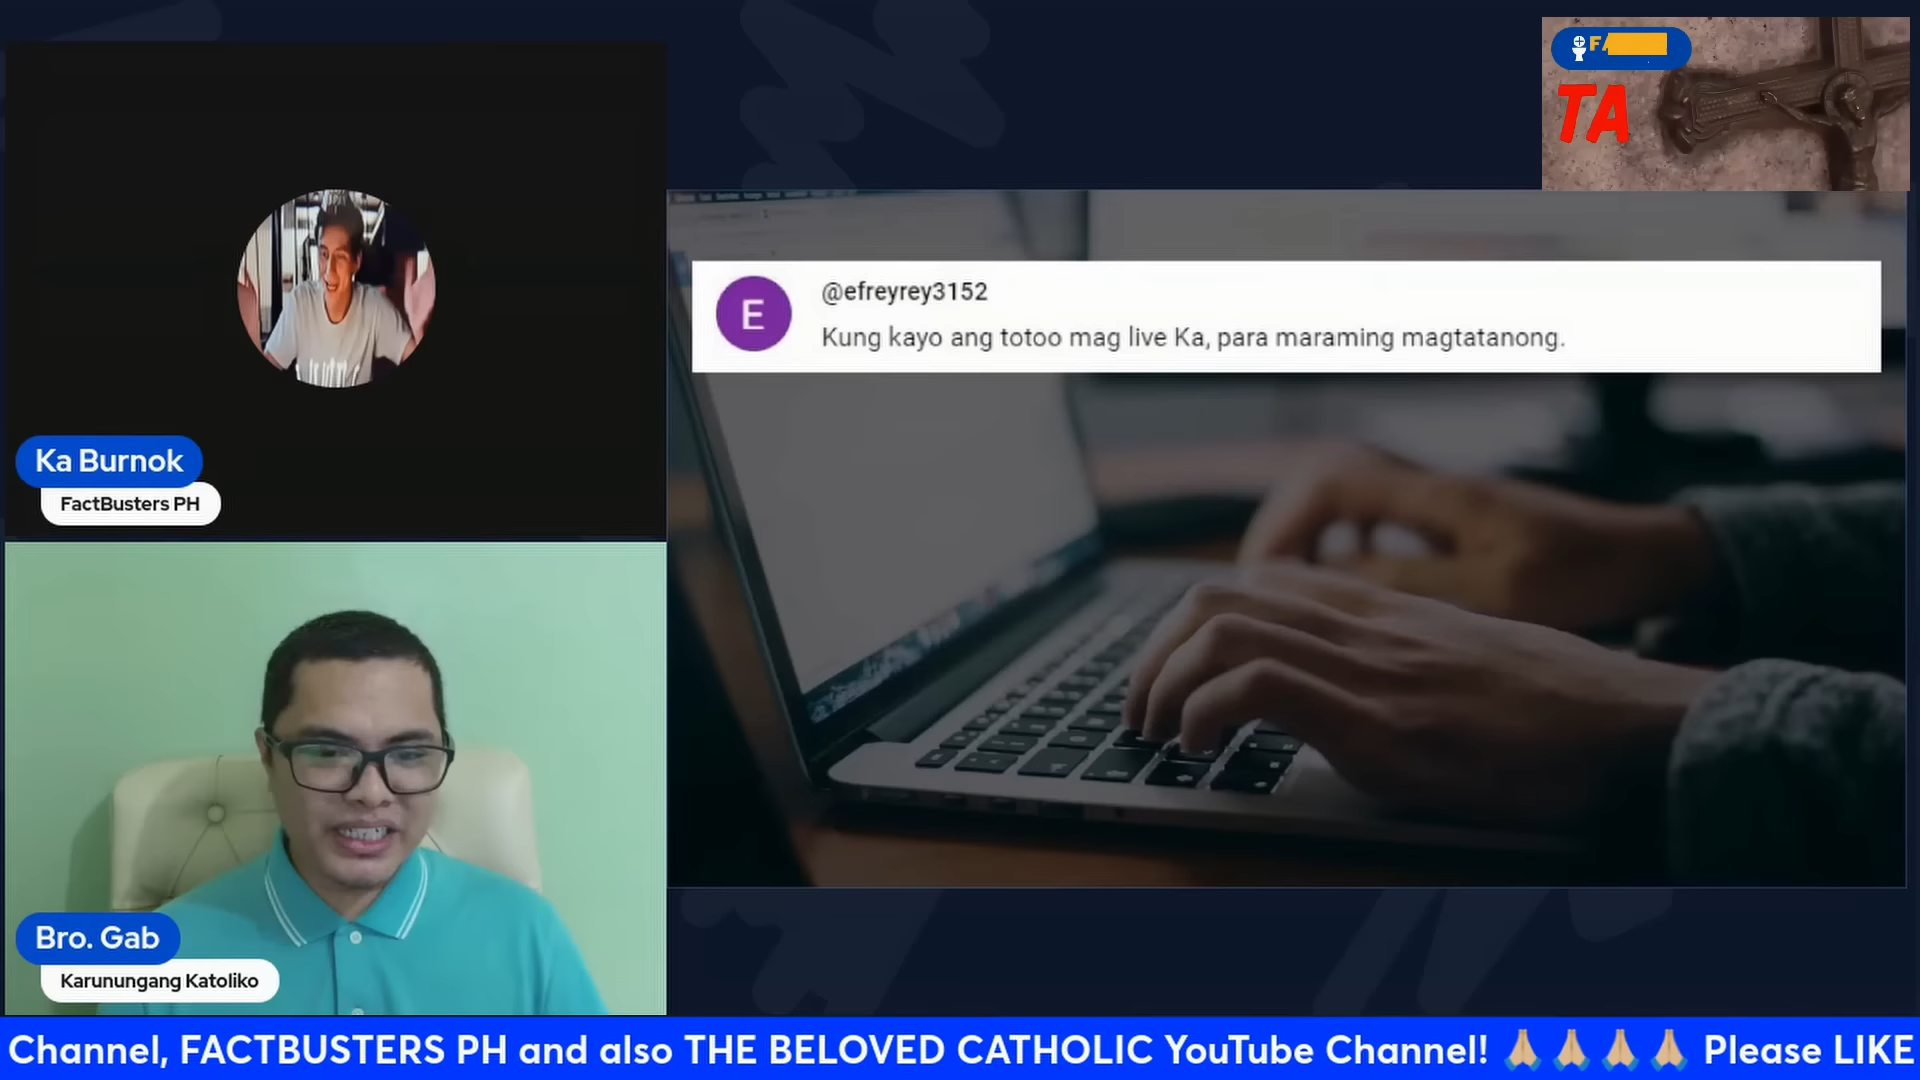 TA
E
@efreyrey3152
Kung kayo ang totoo mag live Ka, para maraming magtatanong.
Ka Burnok
FactBusters PH
Bro. Gab
Karunungang Katoliko
Channel, FACTBUSTERS PH and also THE BELOVED CATHOLIC YouTube Channel! 🙏🏼 🙏🏼 🙏🏼 🙏🏼 Please LIKE